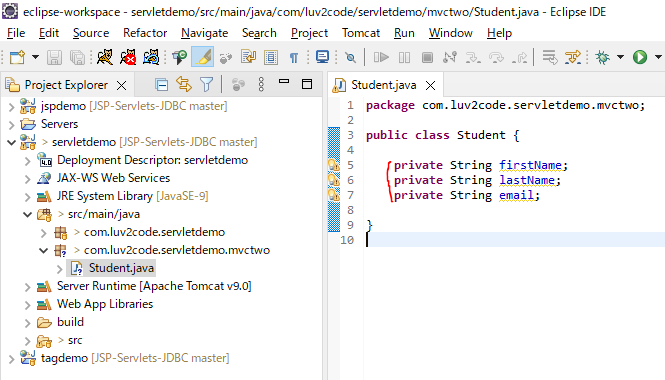 eclipse-workspace - servletdemo/src/main/java/com/luv2code/servletdemo/mvctwo/Student.java - Eclipse IDE
File Edit Source Refactor Navigate Search Project Tomcat Run Window Help
Project Explorer
jspdemo [JSP-Servlets-JDBC master]
Servers
> servletdemo [JSP-Servlets-JDBC master]
Deployment Descriptor: servletdemo
JAX-WS Web Services
JRE System Library [JavaSE-9]
> src/main/java
> com.luv2code.servletdemo
> com.luv2code.servletdemo.mvctwo
Student.java
Server Runtime [Apache Tomcat v9.0]
Web App Libraries
build
> src
tagdemo [JSP-Servlets-JDBC master]
Student.java
1 package com.luv2code.servletdemo.mvctwo;
2
3 public class Student {
4
5 private String firstName;
6 private String lastName;
7 private String email;
8
9 }
10